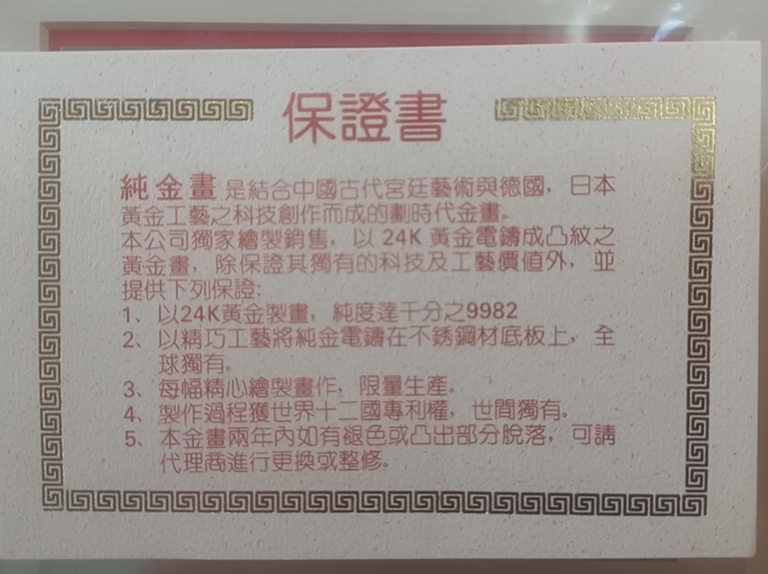 保證書
純金畫 是結合中國古代宮廷藝術與德國，日本
黃金工藝之科技創作而成的劃時代金畫。
本公司獨家繪製銷售，以 24K 黃金電鑄成凸紋之
黃金畫，除保證其獨有的科技及工藝價值外，並
提供下列保證:
1、以24K黃金製畫，純度達千分之9982
2、以精巧工藝將純金電鑄在不銹鋼材底板上，全
球獨有。
3、每幅精心繪製畫作，限量生產。
4、製作過程獲世界十二國專利權，世間獨有。
5、本金畫兩年內如有褪色或凸出部分脫落，可請
代理商進行更換或整修。